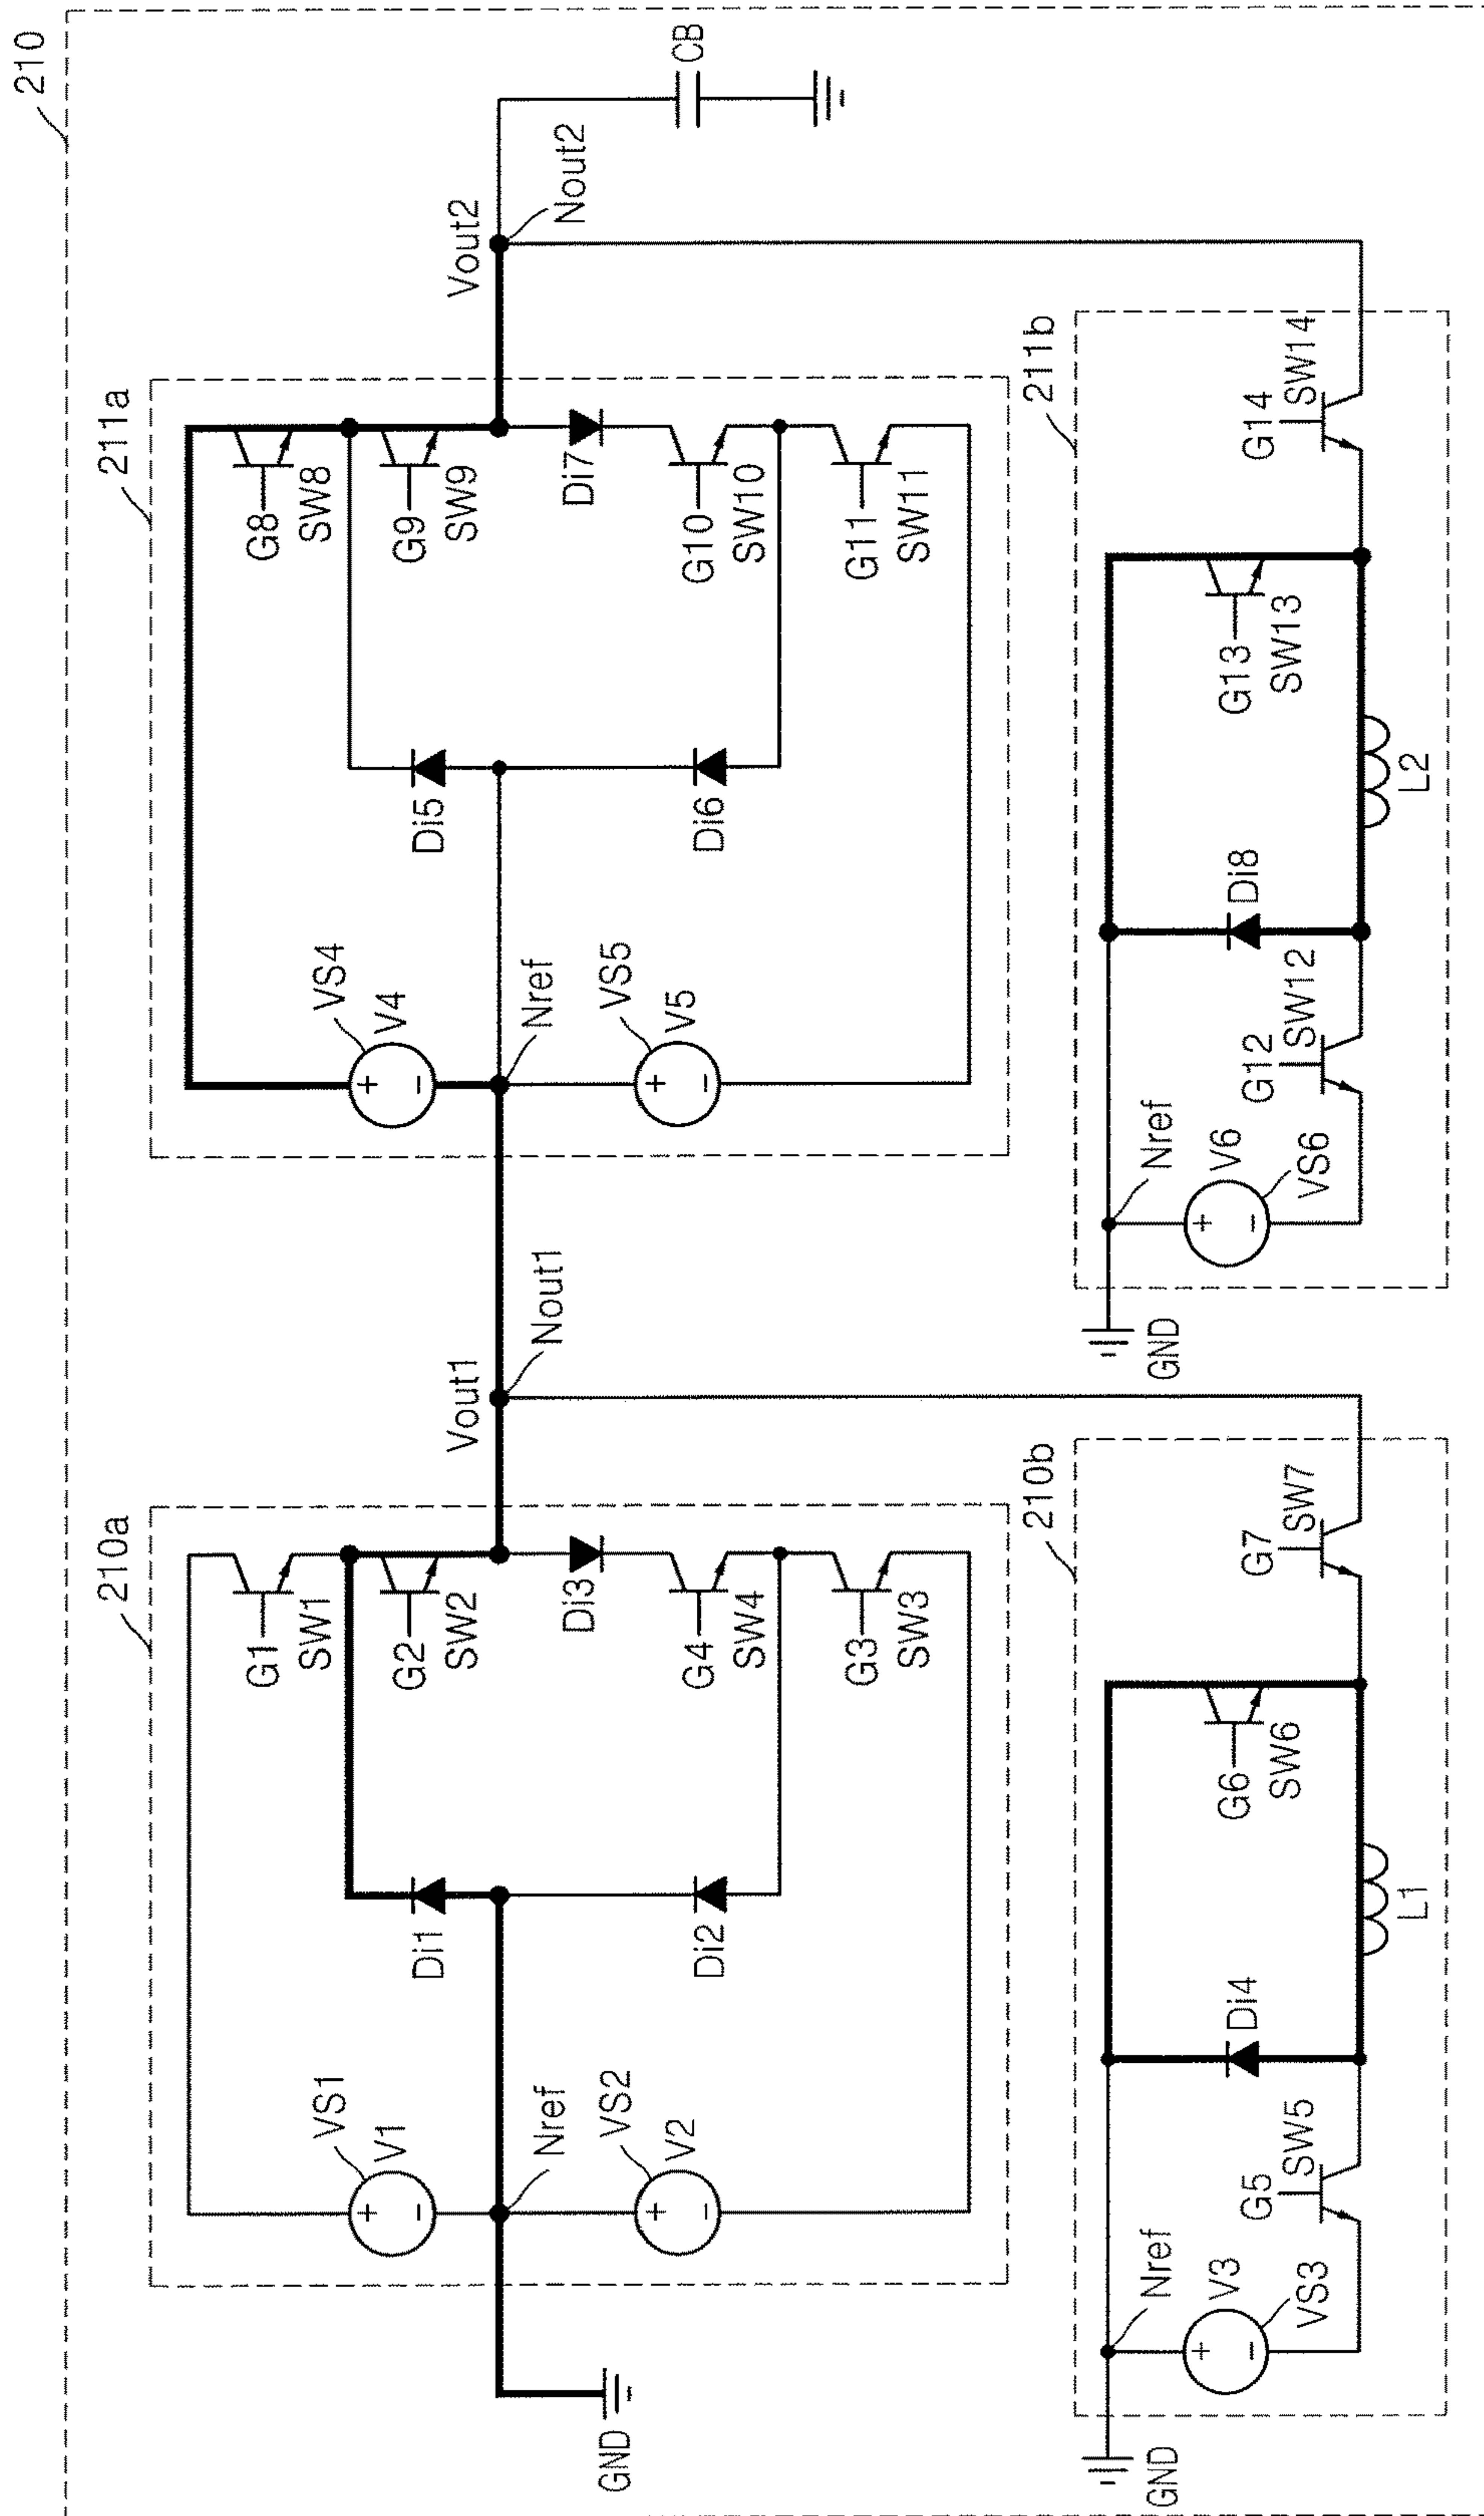 210
210a
VS1
V1
G1
SW1
G2
SW2
Di1
Nref
Vout1
Nout1
Di3
VS2
V2
Di2
G4
SW4
G3
SW3
GND
211a
VS4
V4
G8
SW8
G9
SW9
Di5
Nref
Vout2
Nout2
Di7
VS5
V5
Di6
G10
SW10
G11
SW11
CB
210b
Nref
V3
VS3
G5
SW5
Di4
G6
SW6
L1
G7
SW7
GND
211b
Nref
V6
VS6
G12
SW12
Di8
G13
SW13
L2
G14
SW14
GND
+
−
+
−
+
−
+
−
+
−
+
−